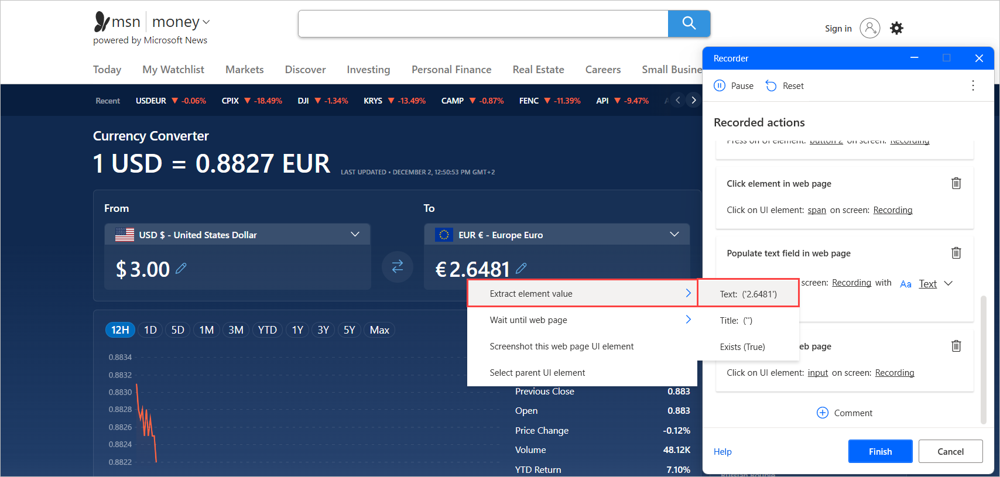 msn money
powered by Microsoft News
Sign in
Today My Watchlist Markets Discover Investing Personal Finance Real Estate Careers Small Busine
Recent USDEUR ▼ -0.06% CPIX ▼ -18.49% DJI ▼ -1.34% KRYS ▼ -13.49% CAMP ▼ -0.87% FENC ▼ -11.39% API ▼ -9.47% A
Currency Converter
1 USD = 0.8827 EUR
LAST UPDATED • DECEMBER 2, 12:50:53 PM GMT+2
From
To
USD $ - United States Dollar
EUR € - Europe Euro
$ 3.00
€ 2.6481
12H 1D 5D 1M 3M YTD 1Y 3Y 5Y Max
0.8834
0.8832
0.8830
0.8828
0.8826
0.8824
0.8822
Extract element value
Wait until web page
Screenshot this web page UI element
Select parent UI element
Text: ('2.6481')
Title: ('')
Exists (True)
Previous Close 0.883
Open 0.883
Price Change -0.12%
Volume 48.12K
YTD Return 7.10%
Recorder
Pause Reset
Recorded actions
Press on UI element: button 2 on screen: Recording
Click element in web page
Click on UI element: span on screen: Recording
Populate text field in web page
screen: Recording with Aa Text
eb page
Click on UI element: input on screen: Recording
Comment
Help
Finish
Cancel
Russian Rouble